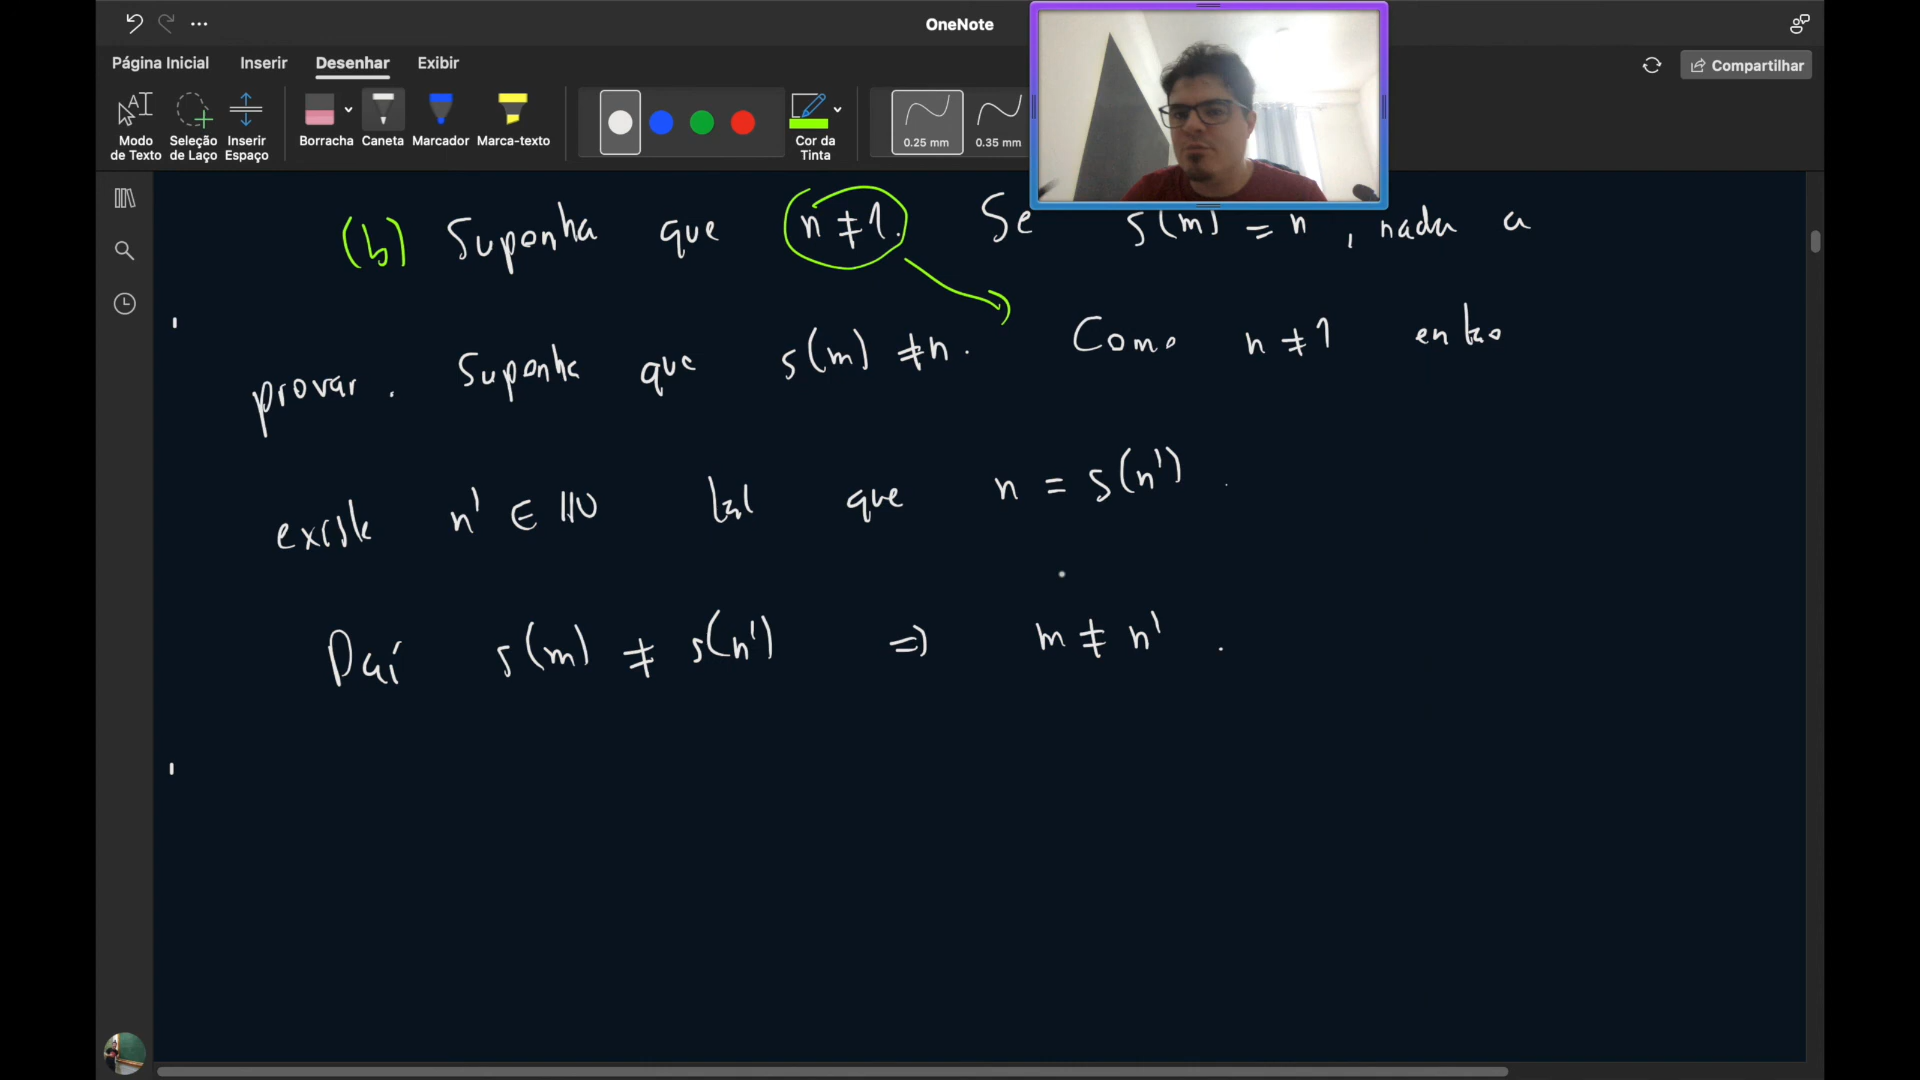 OneNote
Página Inicial Inserir Desenhar Exibir
Compartilhar
Modo de Texto Seleção de Laço Inserir Espaço Borracha Caneta Marcador Marca-texto Cor da Tinta 0.25 mm 0.35 mm
(b) Suponha que n ≠ 1. Se s(m) = n, nada a
provar. Suponha que s(m) ≠ n. Como n ≠ 1 entao
existe n' ∈ IN tal que n = s(n').
Daí s(m) ≠ s(n') => m ≠ n'.